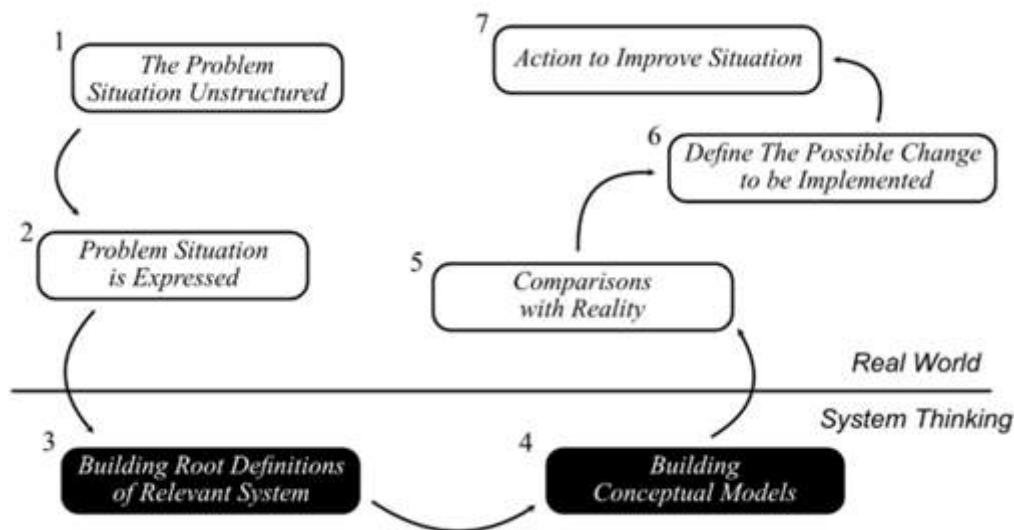 1
The Problem
Situation Unstructured
2
Problem Situation
is Expressed
3
Building Root Definitions
of Relevant System
4
Building
Conceptual Models
5
Comparisons
with Reality
6
Define The Possible Change
to be Implemented
7
Action to Improve Situation
Real World
System Thinking